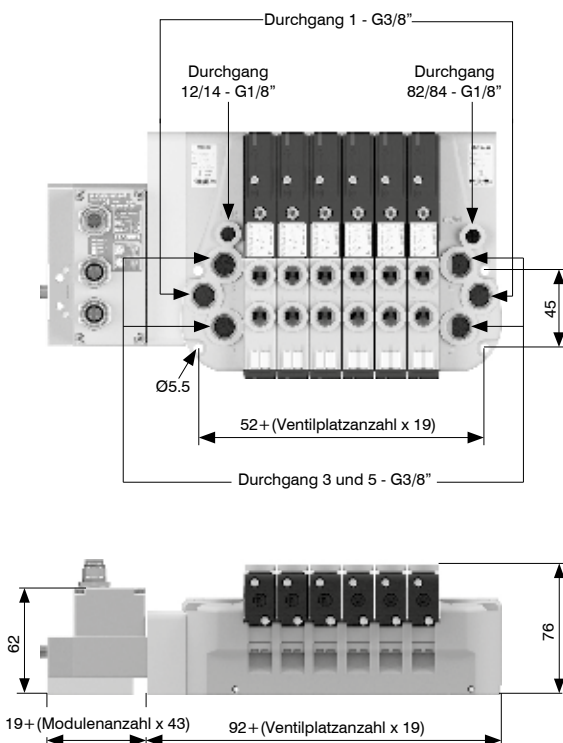 Durchgang 1 - G3/8”
Durchgang
12/14 - G1/8”
Durchgang
82/84 - G1/8”
45
Ø5.5
52+(Ventilplatzanzahl x 19)
Durchgang 3 und 5 - G3/8”
62
76
19+(Modulenanzahl x 43)
92+(Ventilplatzanzahl x 19)